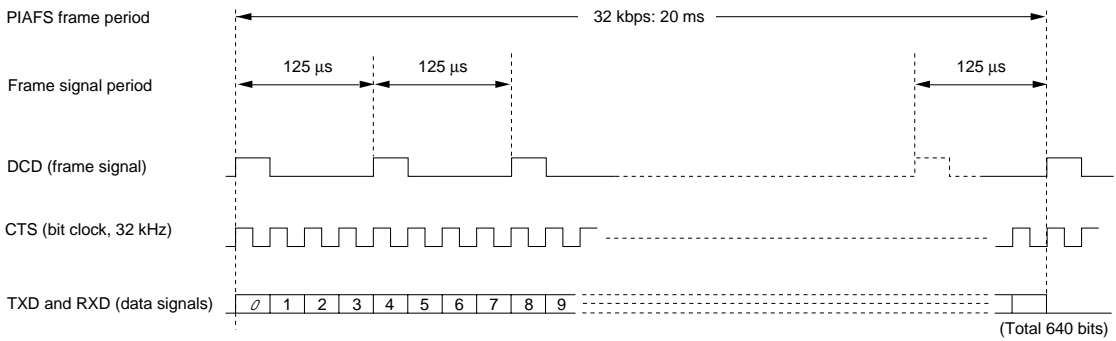 PIAFS frame period
32 kbps: 20 ms
125 μs
125 μs
125 μs
Frame signal period
DCD (frame signal)
CTS (bit clock, 32 kHz)
TXD and RXD (data signals)
0 1 2 3 4 5 6 7 8 9
(Total 640 bits)